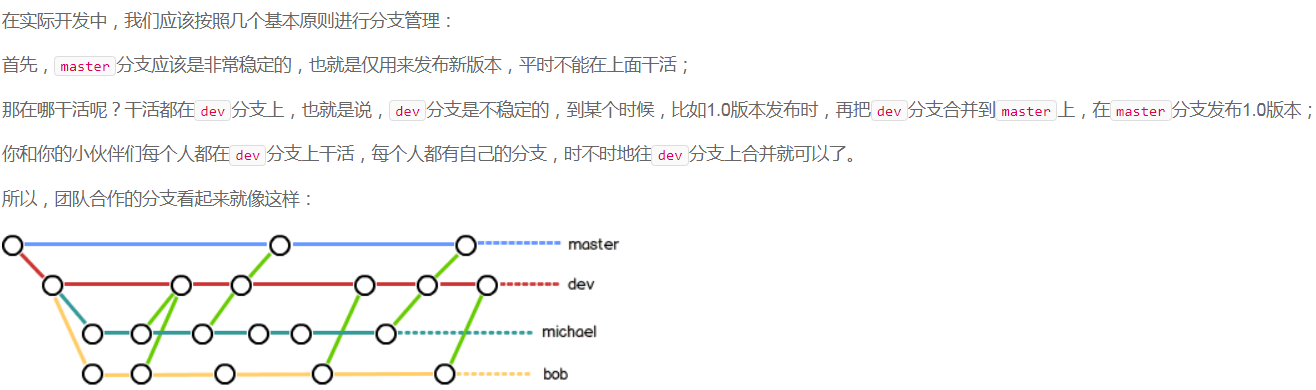 在实际开发中，我们应该按照几个基本原则进行分支管理：
首先，master分支应该是非常稳定的，也就是仅用来发布新版本，平时不能在上面干活；
那在哪干活呢？干活都在dev分支上，也就是说，dev分支是不稳定的，到某个时候，比如1.0版本发布时，再把dev分支合并到master上，在master分支发布1.0版本；
你和你的小伙伴们每个人都在dev分支上干活，每个人都有自己的分支，时不时地往dev分支上合并就可以了。
所以，团队合作的分支看起来就像这样：
master
dev
michael
bob